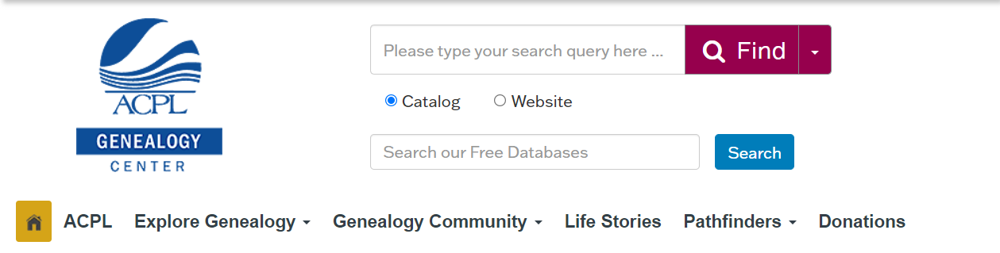 ACPL
GENEALOGY
CENTER
Please type your search query here ...
Find
Catalog
Website
Search our Free Databases
Search
ACPL Explore Genealogy Genealogy Community Life Stories Pathfinders Donations